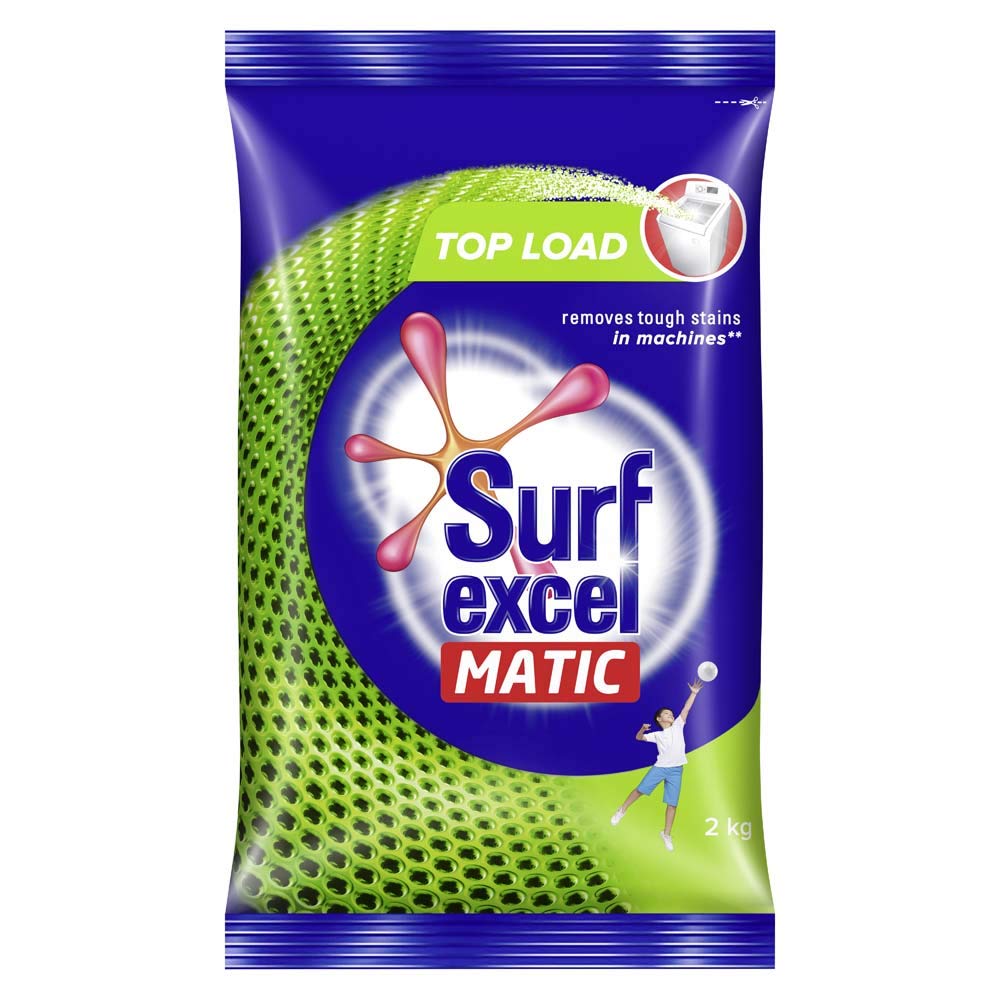 TOP LOAD
removes tough stains
in machines**
Surf
excel
MATIC
2 kg